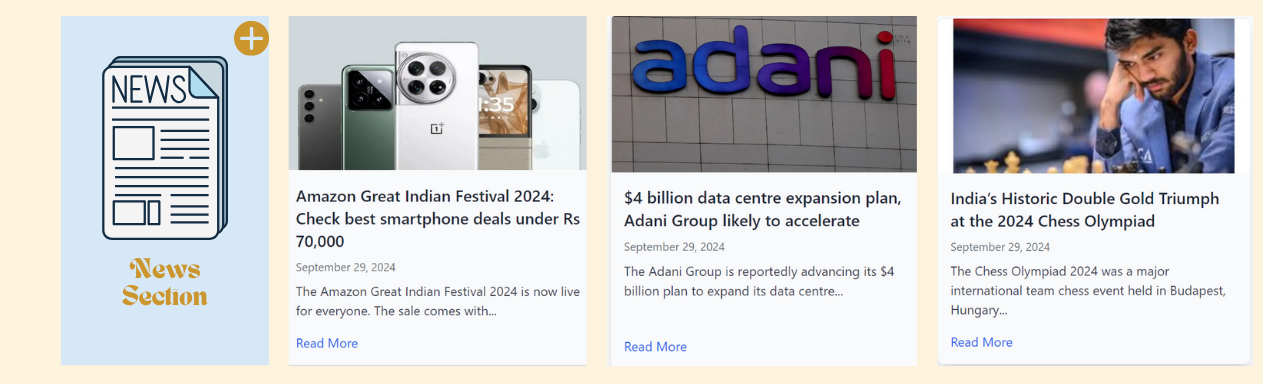 NEWS
News
Section
1:35
Amazon Great Indian Festival 2024:
Check best smartphone deals under Rs
70,000
September 29, 2024
The Amazon Great Indian Festival 2024 is now live
for everyone. The sale comes with...
Read More
adani
$4 billion data centre expansion plan,
Adani Group likely to accelerate
September 29, 2024
The Adani Group is reportedly advancing its $4
billion plan to expand its data centre...
Read More
India’s Historic Double Gold Triumph
at the 2024 Chess Olympiad
September 29, 2024
The Chess Olympiad 2024 was a major
international team chess event held in Budapest,
Hungary...
Read More